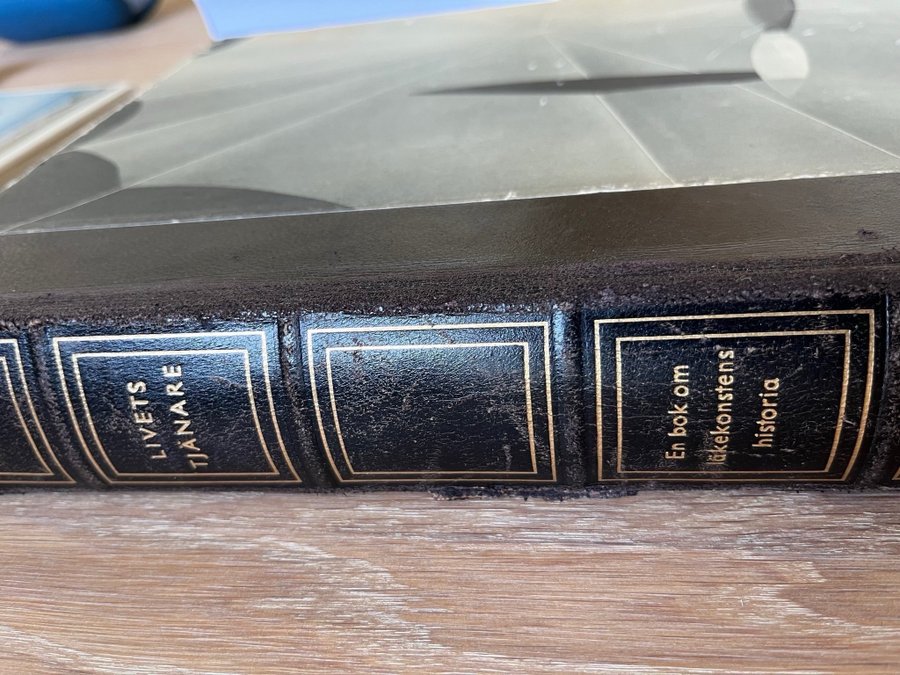 LIVETS
TJÄNARE
En bok om
läkekonstens
historia